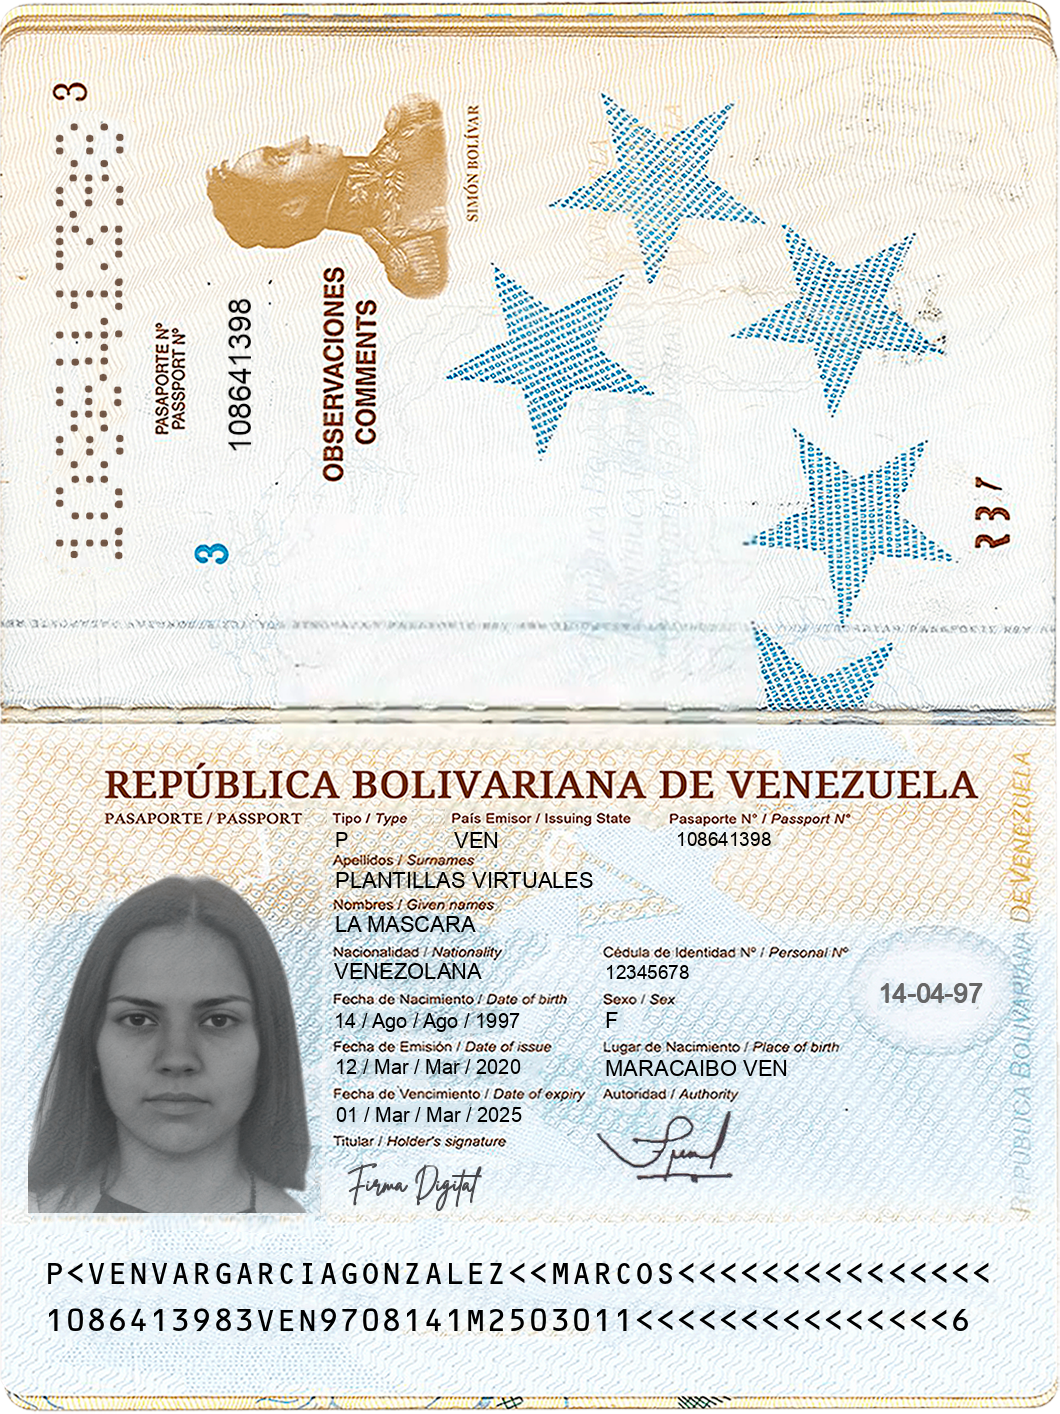 3
SIMÓN BOLÍVAR
PASAPORTE Nº
PASSPORT Nº
108641398
OBSERVACIONES
COMMENTS
3
REPÚBLICA BOLIVARIANA DE VENEZUELA
PASAPORTE / PASSPORT
Tipo / Type País Emisor / Issuing State Pasaporte N° / Passport N°
P VEN 108641398
Apellidos / Surnames
PLANTILLAS VIRTUALES
Nombres / Given names
LA MASCARA
Nacionalidad / Nationality Cédula de Identidad Nº / Personal Nº
VENEZOLANA 12345678
Fecha de Nacimiento / Date of birth Sexo / Sex
14 / Ago / Ago / 1997 F
14-04-97
Fecha de Emisión / Date of issue Lugar de Nacimiento / Place of birth
12 / Mar / Mar / 2020 MARACAIBO VEN
Fecha de Vencimiento / Date of expiry Autoridad / Authority
01 / Mar / Mar / 2025
Titular / Holder's signature
Firma Digital
REPÚBLICA BOLIVARIANA DE VENEZUELA
P<VENVARGARCIAGONZALEZ<<MARCOS<<<<<<<<<<<<<<<
1086413983VEN9708141M2503011<<<<<<<<<<<<<<<6